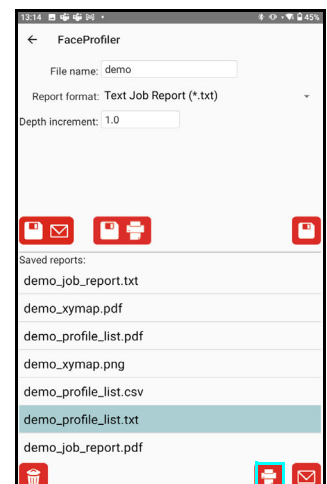 13:14 45%
FaceProfiler
File name: demo
Report format: Text Job Report (*.txt)
Depth increment: 1.0
Saved reports:
demo_job_report.txt
demo_xymap.pdf
demo_profile_list.pdf
demo_xymap.png
demo_profile_list.csv
demo_profile_list.txt
demo_job_report.pdf